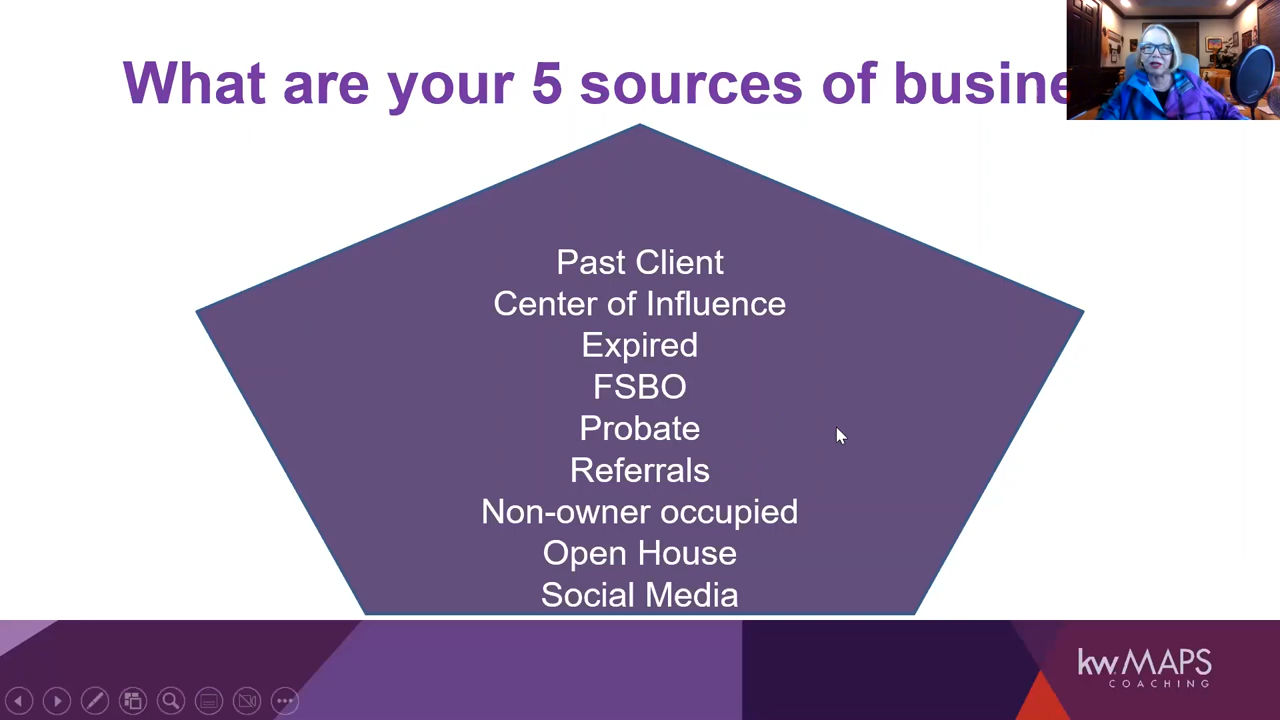 What are your 5 sources of busine
Past Client
Center of Influence
Expired
FSBO
Probate
Referrals
Non-owner occupied
Open House
Social Media
kw MAPS
COACHING